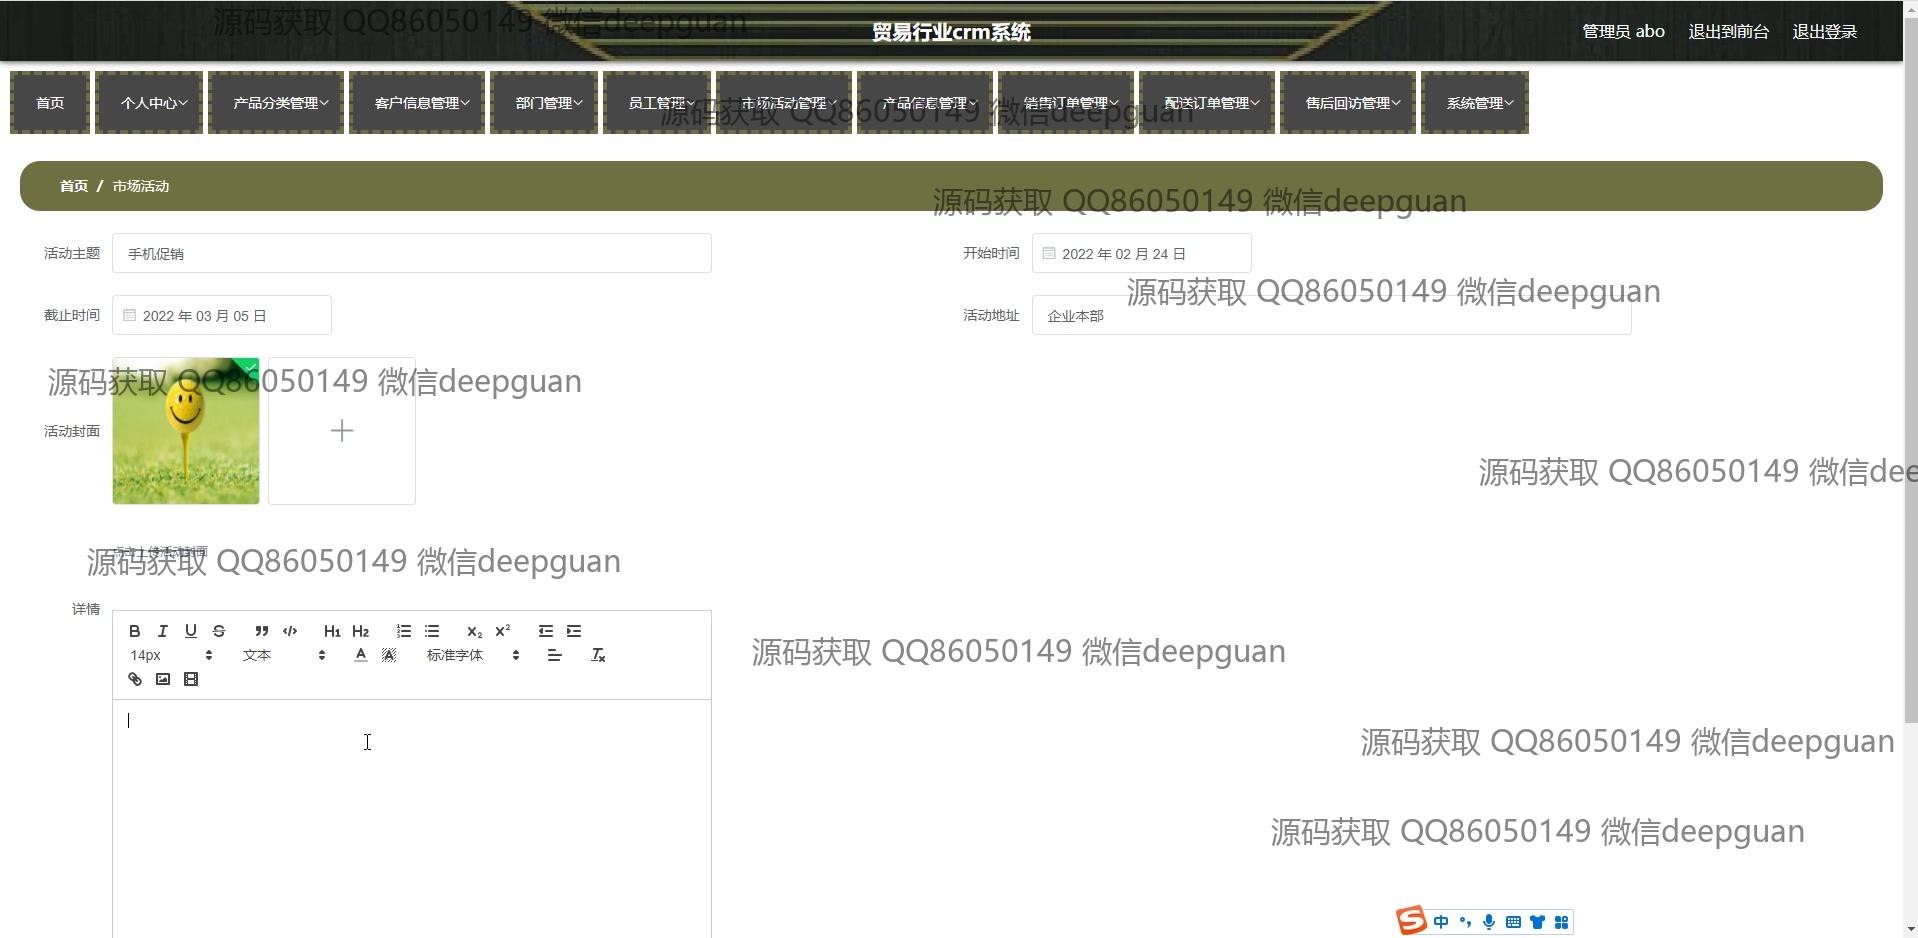 源码获取 QQ86050149 微信deepguan
贸易行业crm系统
管理员 abo 退出到前台 退出登录
首页 个人中心 产品分类管理 客户信息管理 部门管理 员工管理 市场活动管理 产品信息管理 销售订单管理 配送订单管理 售后回访管理 系统管理
源码获取 QQ86050149 微信deepguan
首页 / 市场活动
源码获取 QQ86050149 微信deepguan
活动主题 手机促销 开始时间 2022 年 02 月 24 日
源码获取 QQ86050149 微信deepguan
截止时间 2022 年 03 月 05 日 活动地址 企业本部
源码获取 QQ86050149 微信deepguan
活动封面
源码获取 QQ86050149 微信dee
点击上传活动封面
源码获取 QQ86050149 微信deepguan
详情
B I U S H1 H2 x2 x2
14px 文本 A A 标准字体 Tx
源码获取 QQ86050149 微信deepguan
源码获取 QQ86050149 微信deepguan
源码获取 QQ86050149 微信deepguan
S 中